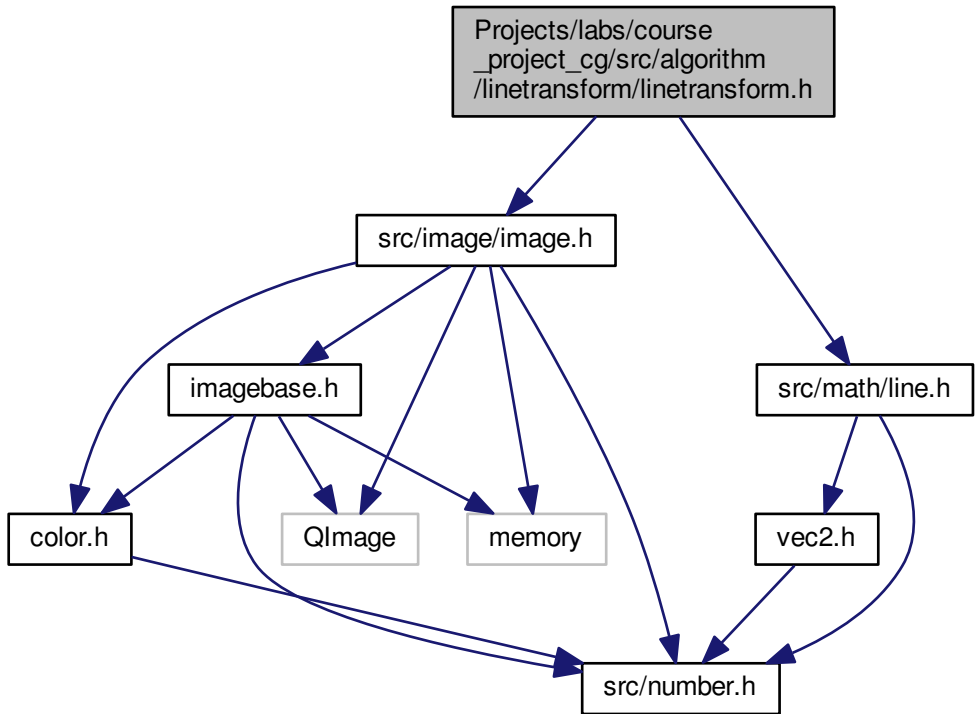 Projects/labs/course
_project_cg/src/algorithm
/linetransform/linetransform.h
src/image/image.h
imagebase.h
src/math/line.h
color.h
QImage
memory
vec2.h
src/number.h